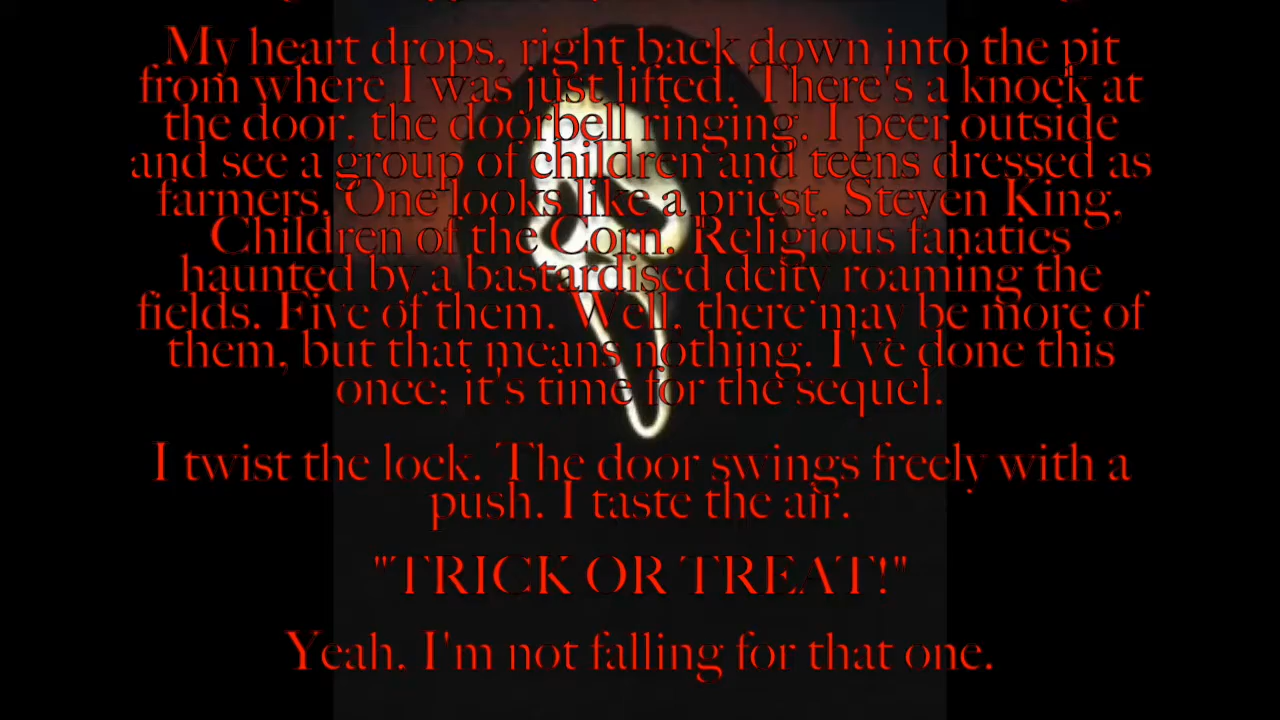 My heart drops, right back down into the pit
from where I was just lifted. There's a knock at
the door, the doorbell ringing. I peer outside
and see a group of children and teens dressed as
farmers. One looks like a priest. Steven King,
Children of the Corn. Religious fanatics
haunted by a bastardised deity roaming the
fields. Five of them. Well, there may be more of
them, but that means nothing. I've done this
once; it's time for the sequel.
I twist the lock. The door swings freely with a
push. I taste the air.
"TRICK OR TREAT!"
Yeah. I'm not falling for that one.